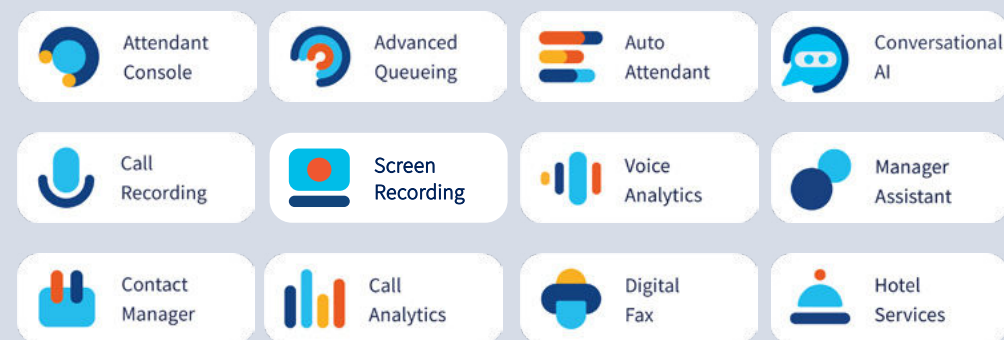 Attendant
Console
Advanced
Queueing
Auto
Attendant
Conversational
AI
Call
Recording
Screen
Recording
Voice
Analytics
Manager
Assistant
Contact
Manager
Call
Analytics
Digital
Fax
Hotel
Services